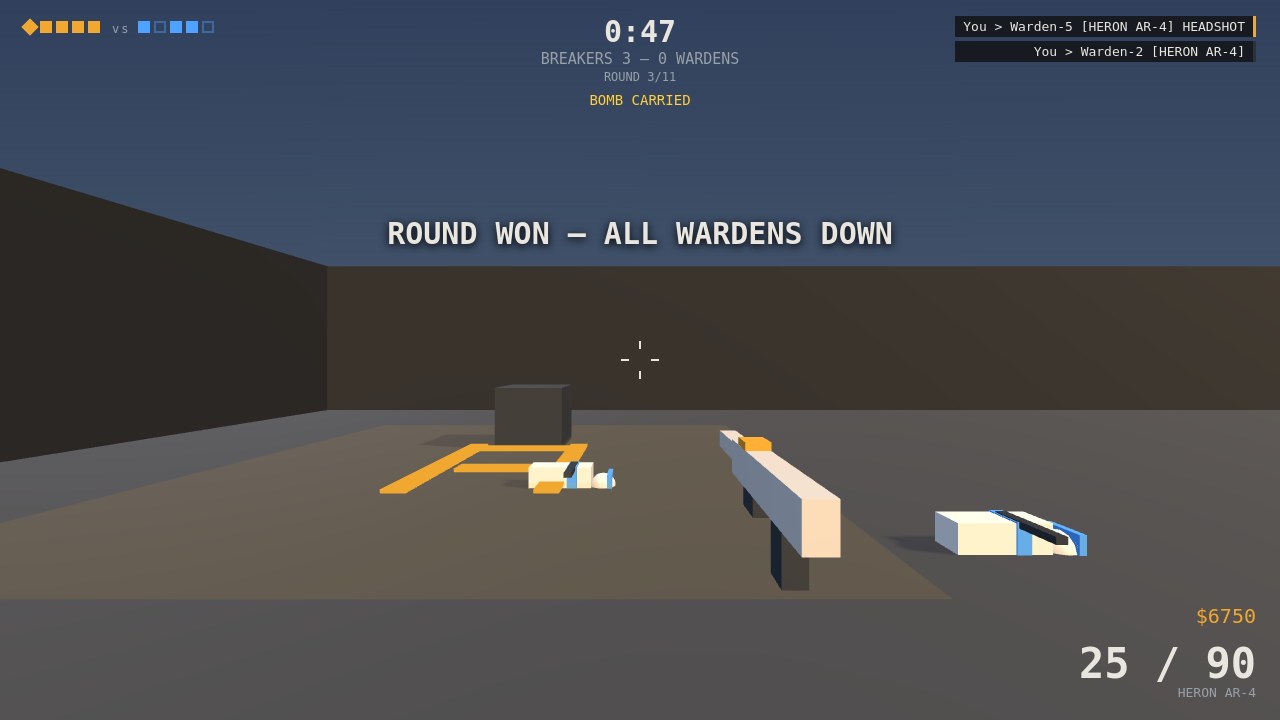 vs
0:47
BREAKERS 3 — 0 WARDENS
ROUND 3/11
BOMB CARRIED
You > Warden-5 [HERON AR-4] HEADSHOT
You > Warden-2 [HERON AR-4]
ROUND WON — ALL WARDENS DOWN
$6750
25 / 90
HERON AR-4